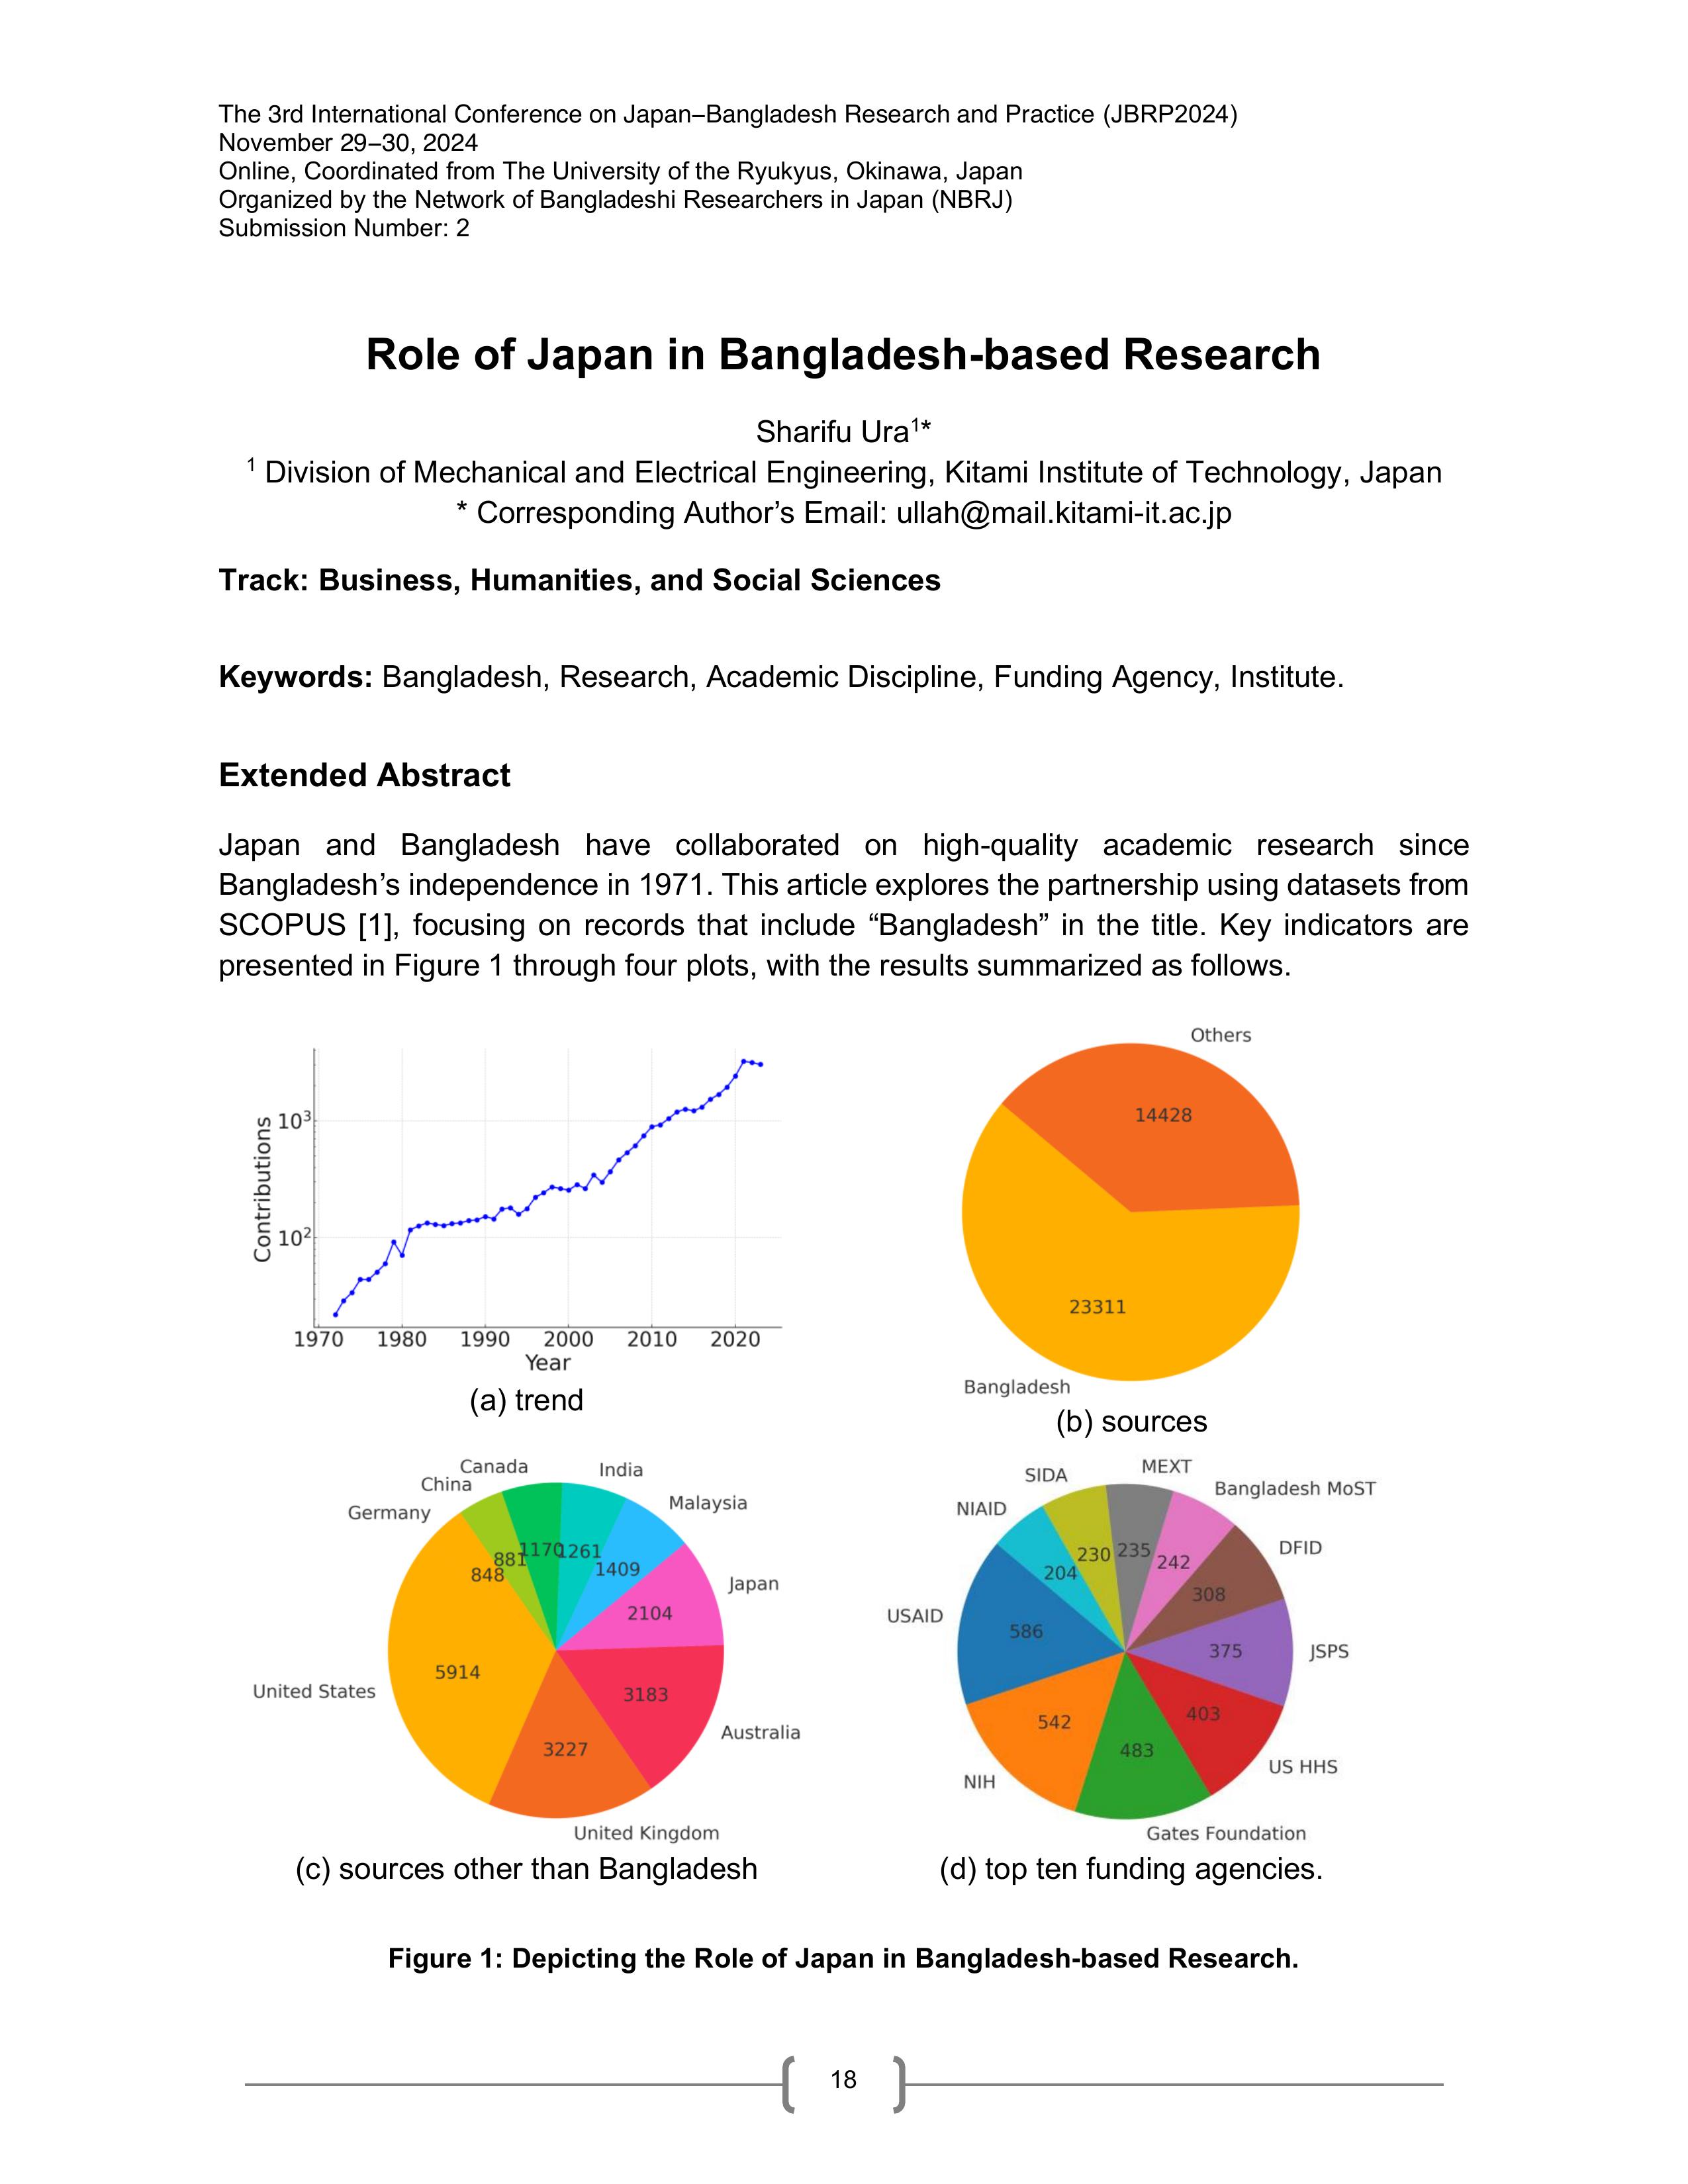 The 3rd International Conference on Japan–Bangladesh Research and Practice (JBRP2024)
November 29–30, 2024
Online, Coordinated from The University of the Ryukyus, Okinawa, Japan
Organized by the Network of Bangladeshi Researchers in Japan (NBRJ)
Submission Number: 2
Role of Japan in Bangladesh-based Research
Sharifu Ura1*
1 Division of Mechanical and Electrical Engineering, Kitami Institute of Technology, Japan
* Corresponding Author’s Email: ullah@mail.kitami-it.ac.jp
Track: Business, Humanities, and Social Sciences
Keywords: Bangladesh, Research, Academic Discipline, Funding Agency, Institute.
Extended Abstract
Japan and Bangladesh have collaborated on high-quality academic research since
Bangladesh’s independence in 1971. This article explores the partnership using datasets from
SCOPUS [1], focusing on records that include “Bangladesh” in the title. Key indicators are
presented in Figure 1 through four plots, with the results summarized as follows.
Contributions
10^3
10^2
1970 1980 1990 2000 2010 2020
Year
(a) trend
Others
14428
23311
Bangladesh
(b) sources
Canada
India
China
Malaysia
Germany
1170
1261
881
1409
848
Japan
2104
5914
United States
3183
Australia
3227
United Kingdom
(c) sources other than Bangladesh
MEXT
SIDA
Bangladesh MoST
NIAID
DFID
230
235
242
204
308
USAID
586
375
JSPS
542
403
483
NIH
US HHS
Gates Foundation
(d) top ten funding agencies.
Figure 1: Depicting the Role of Japan in Bangladesh-based Research.
18